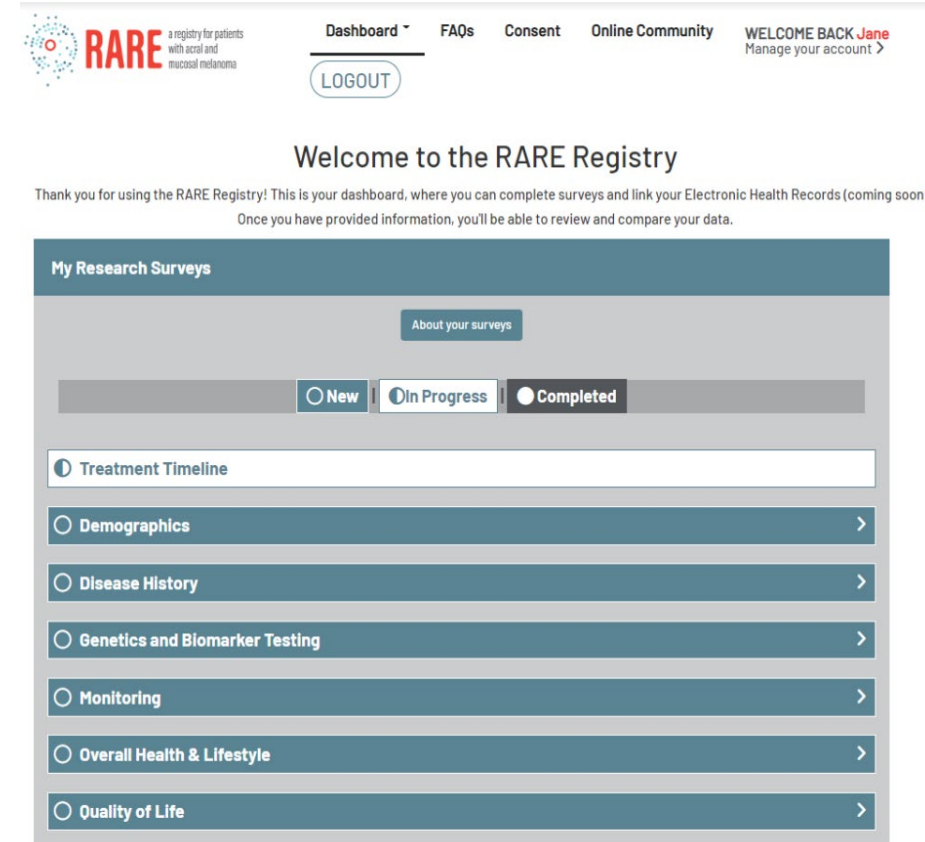 RARE
a registry for patients
with acral and
mucosal melanoma
Dashboard
FAQs
Consent
Online Community
WELCOME BACK Jane
Manage your account >
LOGOUT
Welcome to the RARE Registry
Thank you for using the RARE Registry! This is your dashboard, where you can complete surveys and link your Electronic Health Records (coming soon
Once you have provided information, you'll be able to review and compare your data.
My Research Surveys
About your surveys
New | In Progress | Completed
Treatment Timeline
Demographics
Disease History
Genetics and Biomarker Testing
Monitoring
Overall Health & Lifestyle
Quality of Life